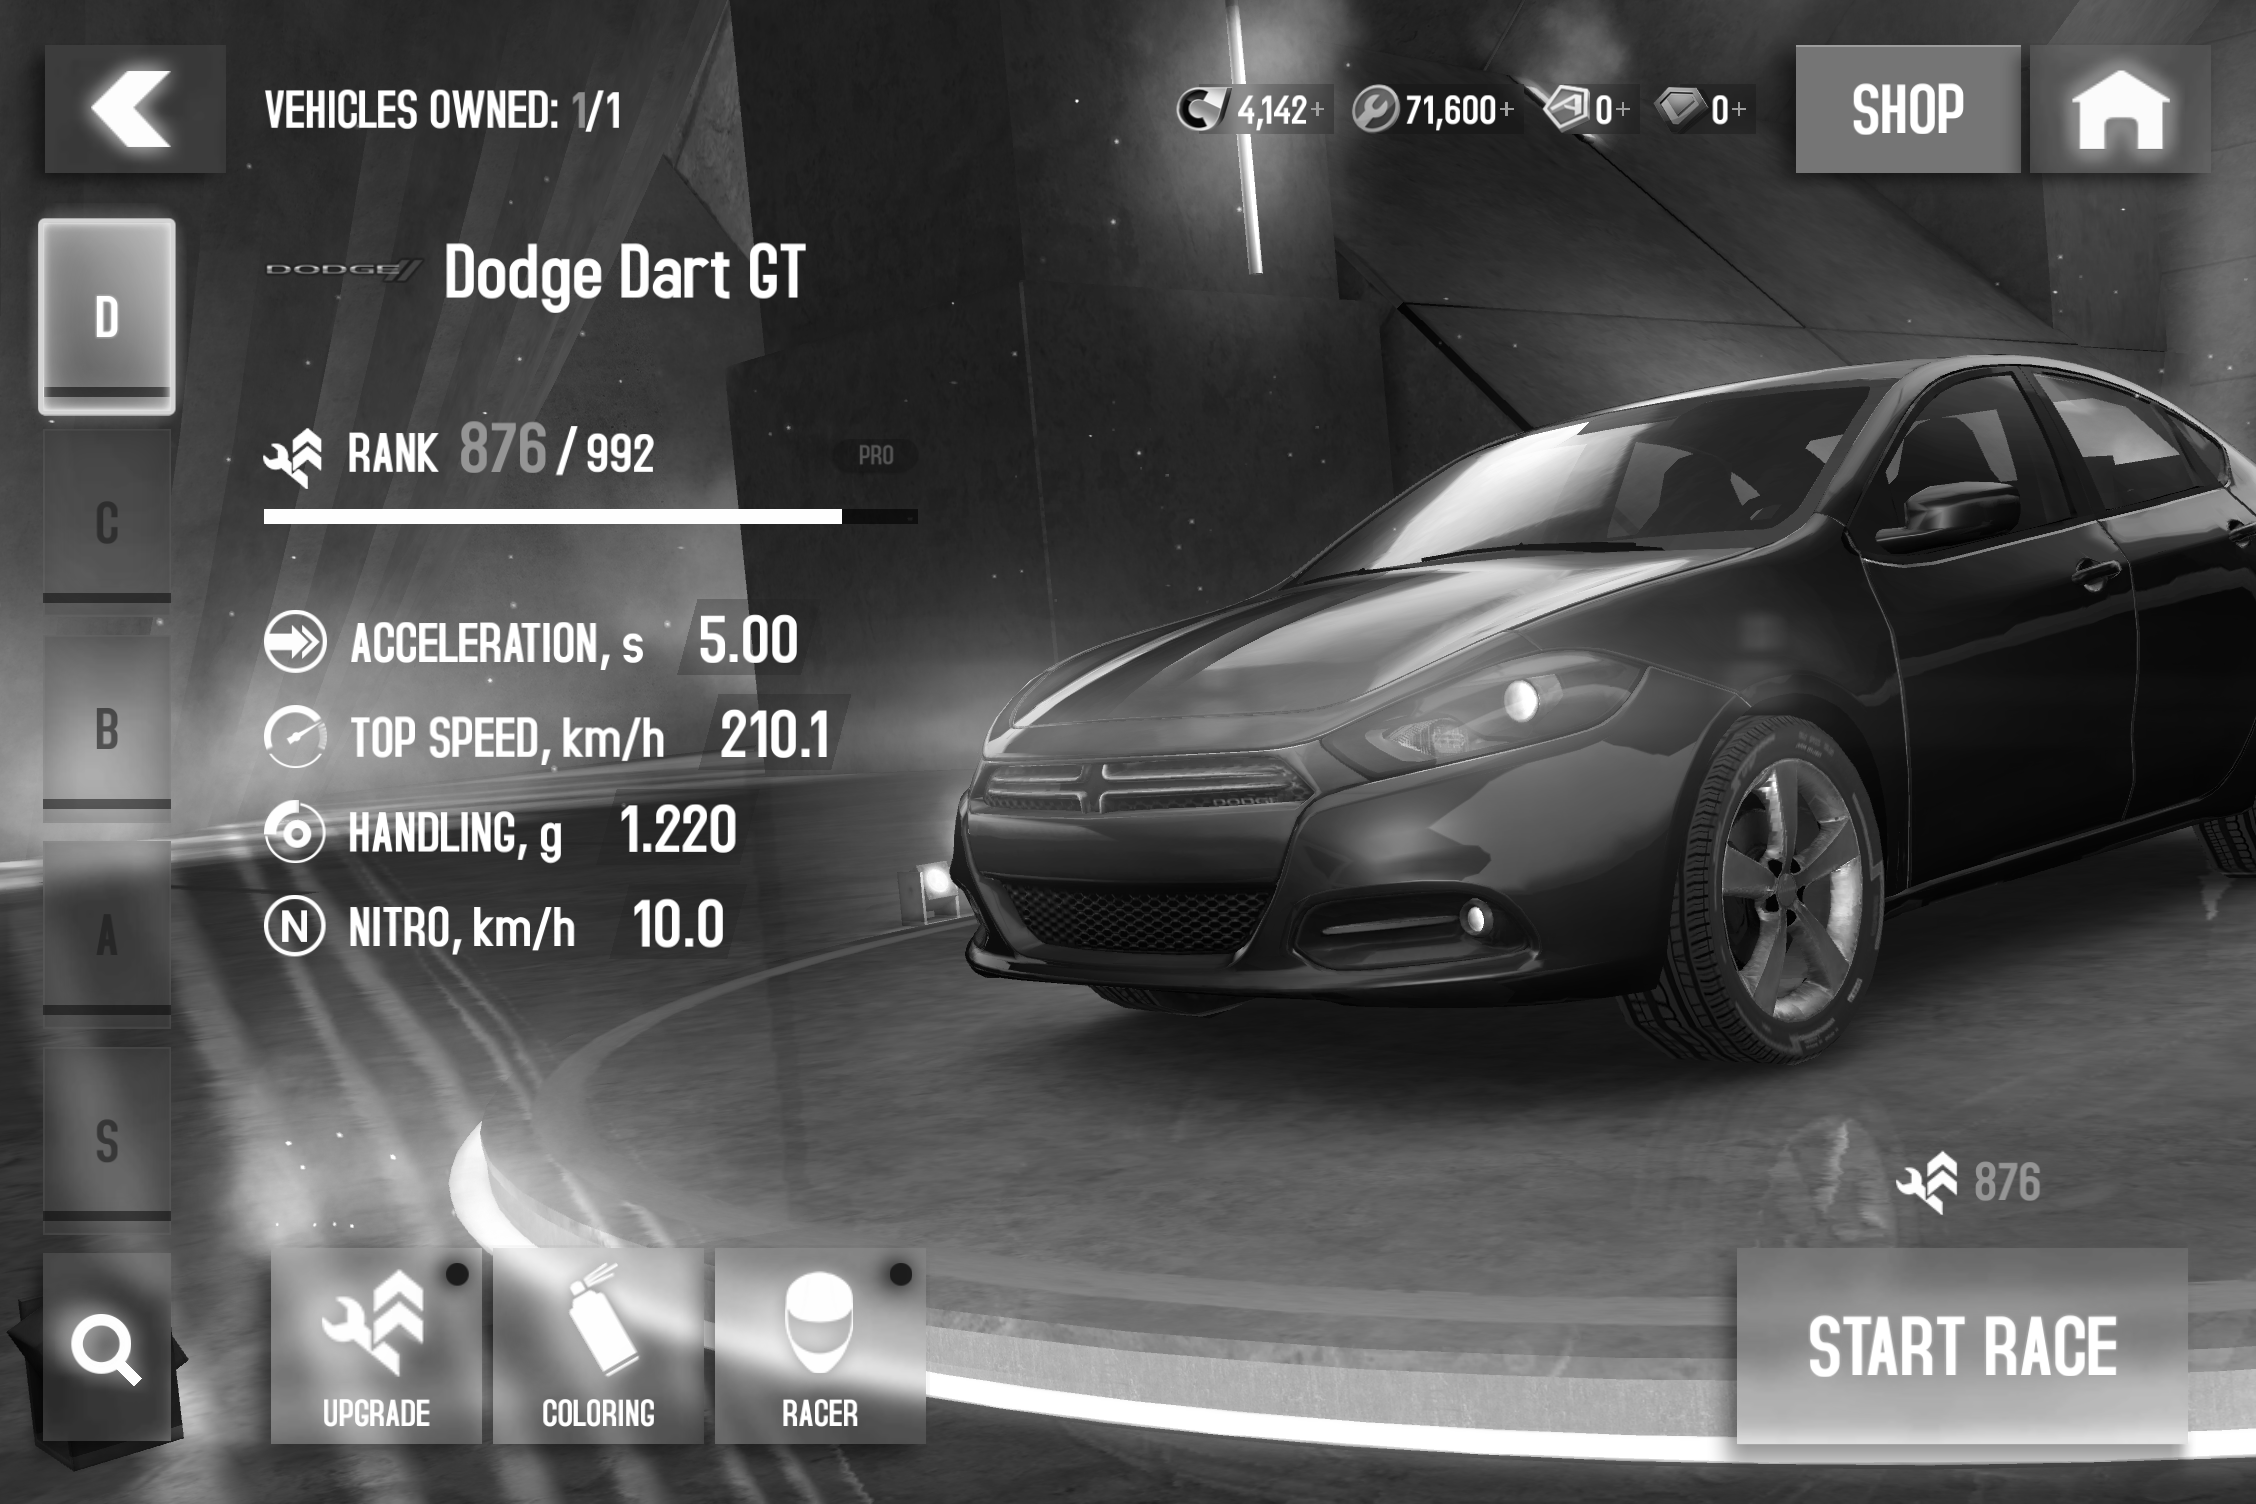 VEHICLES OWNED: 1/1
4,142+ 71,600+ 0+ 0+
SHOP
D
C
B
A
S
DODGE Dodge Dart GT
RANK 876 / 992
PRO
ACCELERATION, s 5.00
TOP SPEED, km/h 210.1
HANDLING, g 1.220
N NITRO, km/h 10.0
DODGE
876
UPGRADE
COLORING
RACER
START RACE